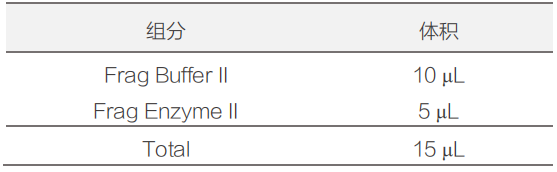 组分 体积
Frag Buffer II 10 μL
Frag Enzyme II 5 μL
Total 15 μL